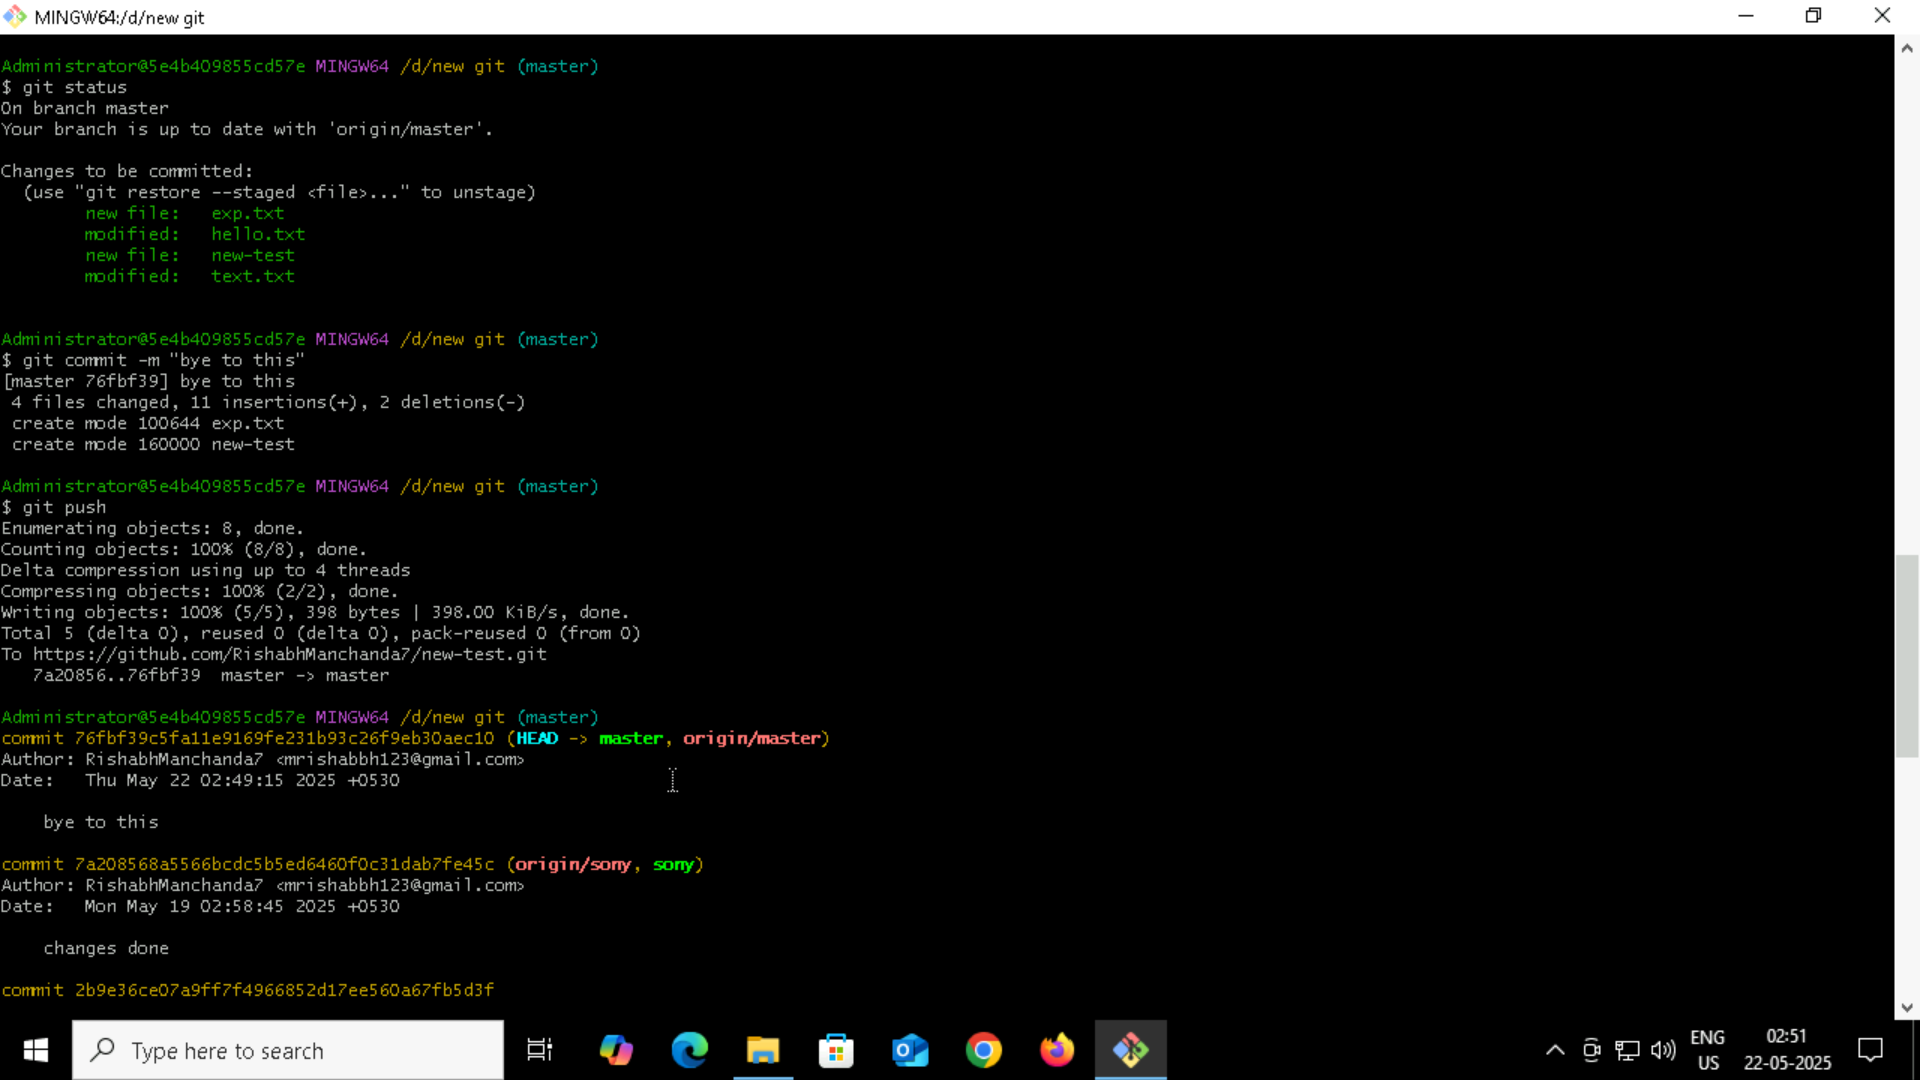 MINGW64:/d/new git
Administrator@5e4b409855cd57e MINGW64 /d/new git (master)
$ git status
On branch master
Your branch is up to date with 'origin/master'.
Changes to be committed:
  (use "git restore --staged <file>..." to unstage)
        new file:   exp.txt
        modified:   hello.txt
        new file:   new-test
        modified:   text.txt
Administrator@5e4b409855cd57e MINGW64 /d/new git (master)
$ git commit -m "bye to this"
[master 76fbf39] bye to this
 4 files changed, 11 insertions(+), 2 deletions(-)
 create mode 100644 exp.txt
 create mode 160000 new-test
Administrator@5e4b409855cd57e MINGW64 /d/new git (master)
$ git push
Enumerating objects: 8, done.
Counting objects: 100% (8/8), done.
Delta compression using up to 4 threads
Compressing objects: 100% (2/2), done.
Writing objects: 100% (5/5), 398 bytes | 398.00 KiB/s, done.
Total 5 (delta 0), reused 0 (delta 0), pack-reused 0 (from 0)
To https://github.com/RishabhManchanda7/new-test.git
   7a20856..76fbf39  master -> master
Administrator@5e4b409855cd57e MINGW64 /d/new git (master)
commit 76fbf39c5fa11e9169fe231b93c26f9eb30aec10 (HEAD -> master, origin/master)
Author: RishabhManchanda7 <mrishabbh123@gmail.com>
Date:   Thu May 22 02:49:15 2025 +0530
    bye to this
commit 7a208568a5566bcdc5b5ed6460f0c31dab7fe45c (origin/sony, sony)
Author: RishabhManchanda7 <mrishabbh123@gmail.com>
Date:   Mon May 19 02:58:45 2025 +0530
    changes done
commit 2b9e36ce07a9ff7f4966852d17ee560a67fb5d3f
Type here to search
ENG
US
02:51
22-05-2025